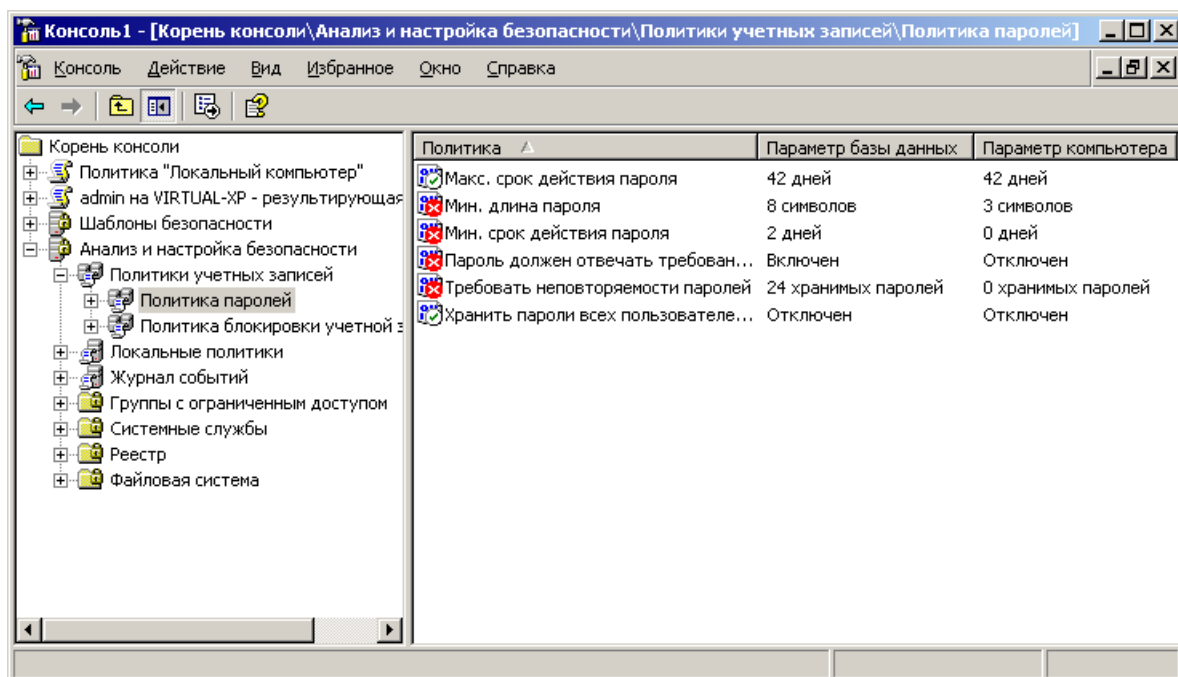 Консоль1 - [Корень консоли\Анализ и настройка безопасности\Политики учетных записей\Политика паролей]
Консоль Действие Вид Избранное Окно Справка
Корень консоли
Политика "Локальный компьютер"
admin на VIRTUAL-XP - результирующая
Шаблоны безопасности
Анализ и настройка безопасности
Политики учетных записей
Политика паролей
Политика блокировки учетной з
Локальные политики
Журнал событий
Группы с ограниченным доступом
Системные службы
Реестр
Файловая система
Политика Параметр базы данных Параметр компьютера
Макс. срок действия пароля 42 дней 42 дней
Мин. длина пароля 8 символов 3 символов
Мин. срок действия пароля 2 дней 0 дней
Пароль должен отвечать требован... Включен Отключен
Требовать неповторяемости паролей 24 хранимых паролей 0 хранимых паролей
Хранить пароли всех пользователе... Отключен Отключен